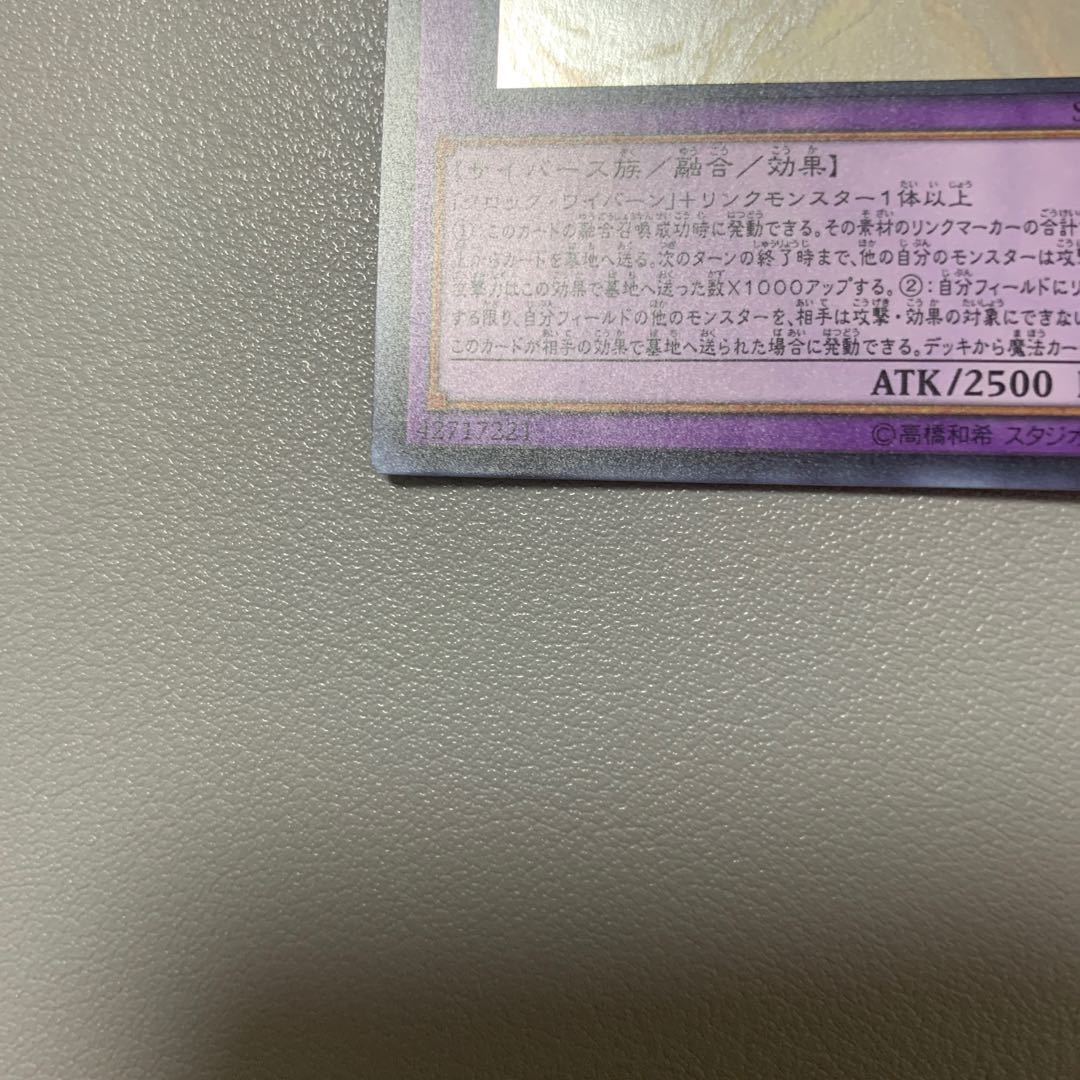 S
サイバース族／融合／効果】
ワイバーン」+リンクモンスター1体以上
このカードの融合召喚成功時に発動できる。その素材のリンクマーカーの合計
カードを墓地へ送る。次のターンの終了時まで、他の自分のモンスターは攻撃
攻撃力はこの効果で墓地へ送った数×1000アップする。②：自分フィールドにリ
する限り、自分フィールドの他のモンスターを、相手は攻撃・効果の対象にできない
このカードが相手の効果で墓地へ送られた場合に発動できる。デッキから魔法カー
ATK/2500
42717221
©高橋和希 スタジオ